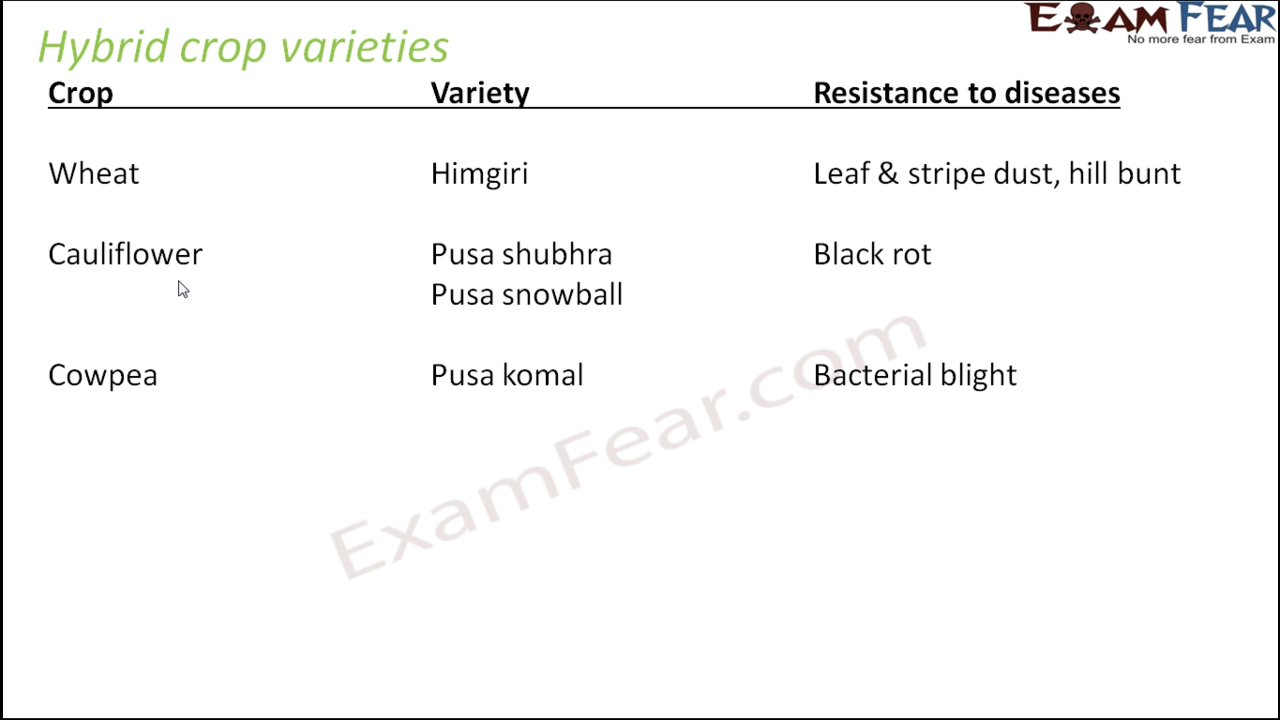 EXAM FEAR
No more fear from Exam
Hybrid crop varieties
Crop Variety Resistance to diseases
Wheat Himgiri Leaf & stripe dust, hill bunt
Cauliflower Pusa shubhra Black rot
Pusa snowball
Cowpea Pusa komal Bacterial blight
ExamFear.com